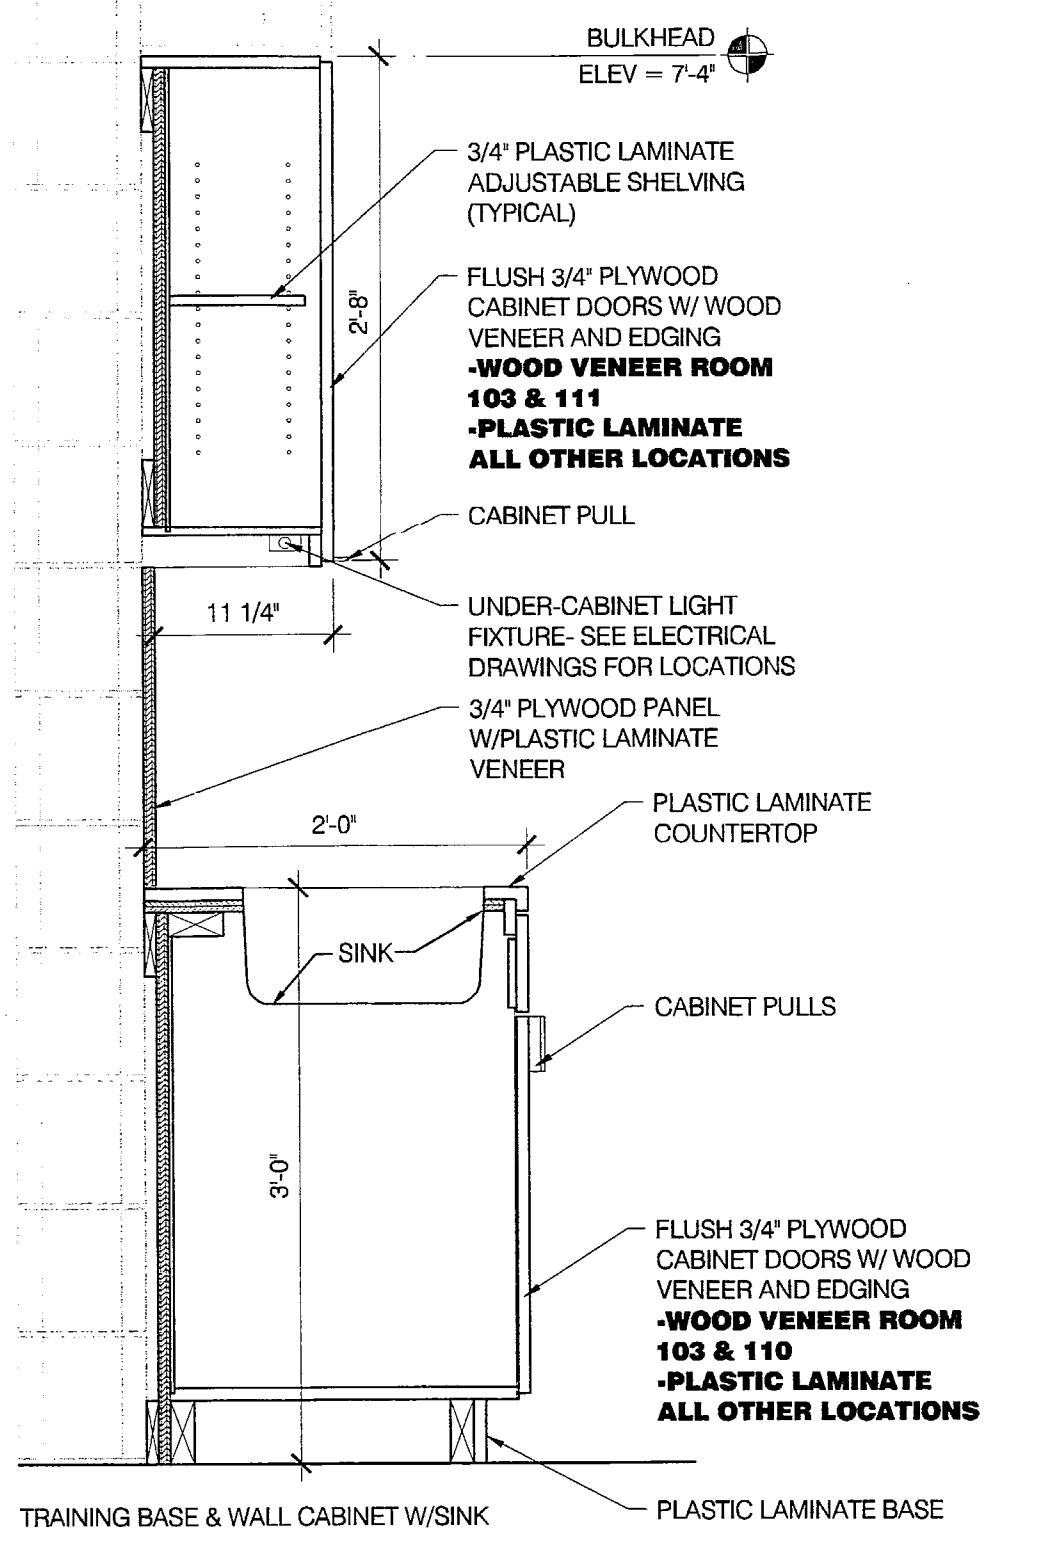 BULKHEAD
ELEV = 7'-4"
3/4" PLASTIC LAMINATE
ADJUSTABLE SHELVING
(TYPICAL)
FLUSH 3/4" PLYWOOD
CABINET DOORS W/ WOOD
VENEER AND EDGING
-WOOD VENEER ROOM
103 & 111
-PLASTIC LAMINATE
ALL OTHER LOCATIONS
2'-8"
CABINET PULL
11 1/4"
UNDER-CABINET LIGHT
FIXTURE- SEE ELECTRICAL
DRAWINGS FOR LOCATIONS
3/4" PLYWOOD PANEL
W/PLASTIC LAMINATE
VENEER
2'-0"
PLASTIC LAMINATE
COUNTERTOP
SINK
CABINET PULLS
3'-0"
FLUSH 3/4" PLYWOOD
CABINET DOORS W/ WOOD
VENEER AND EDGING
-WOOD VENEER ROOM
103 & 110
-PLASTIC LAMINATE
ALL OTHER LOCATIONS
PLASTIC LAMINATE BASE
TRAINING BASE & WALL CABINET W/SINK